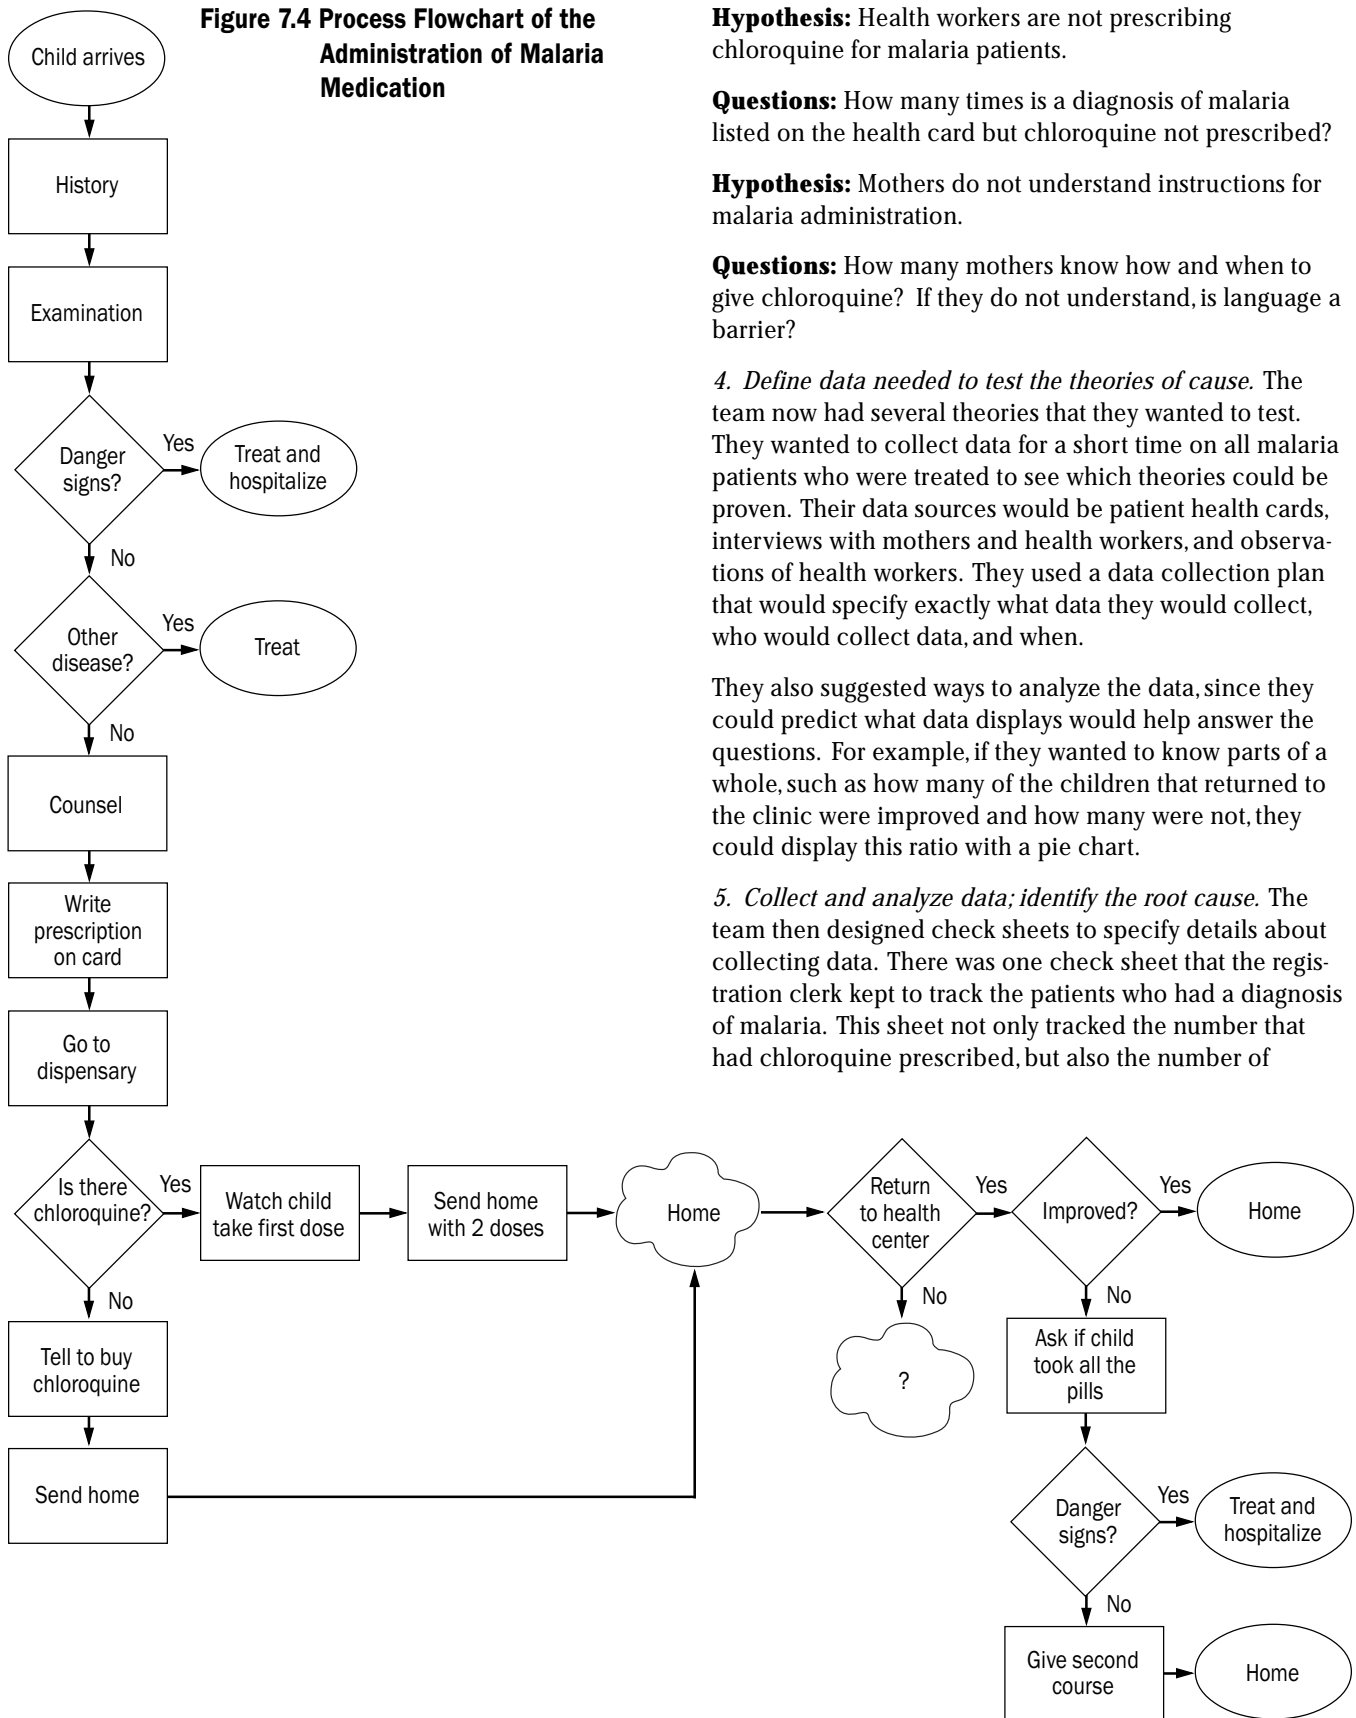 Figure 7.4 Process Flowchart of the
Administration of Malaria
Medication
Child arrives
History
Examination
Danger
signs?
Yes
Treat and
hospitalize
No
Other
disease?
Yes
Treat
No
Counsel
Write
prescription
on card
Go to
dispensary
Is there
chloroquine?
Yes
Watch child
take first dose
Send home
with 2 doses
Home
No
Tell to buy
chloroquine
Send home
Return
to health
center
Yes
No
?
Improved?
Yes
Home
No
Ask if child
took all the
pills
Danger
signs?
Yes
Treat and
hospitalize
No
Give second
course
Home
Hypothesis: Health workers are not prescribing
chloroquine for malaria patients.
Questions: How many times is a diagnosis of malaria
listed on the health card but chloroquine not prescribed?
Hypothesis: Mothers do not understand instructions for
malaria administration.
Questions: How many mothers know how and when to
give chloroquine? If they do not understand, is language a
barrier?
4. Define data needed to test the theories of cause. The
team now had several theories that they wanted to test.
They wanted to collect data for a short time on all malaria
patients who were treated to see which theories could be
proven. Their data sources would be patient health cards,
interviews with mothers and health workers, and observa-
tions of health workers. They used a data collection plan
that would specify exactly what data they would collect,
who would collect data, and when.
They also suggested ways to analyze the data, since they
could predict what data displays would help answer the
questions. For example, if they wanted to know parts of a
whole, such as how many of the children that returned to
the clinic were improved and how many were not, they
could display this ratio with a pie chart.
5. Collect and analyze data; identify the root cause. The
team then designed check sheets to specify details about
collecting data. There was one check sheet that the regis-
tration clerk kept to track the patients who had a diagnosis
of malaria. This sheet not only tracked the number that
had chloroquine prescribed, but also the number of